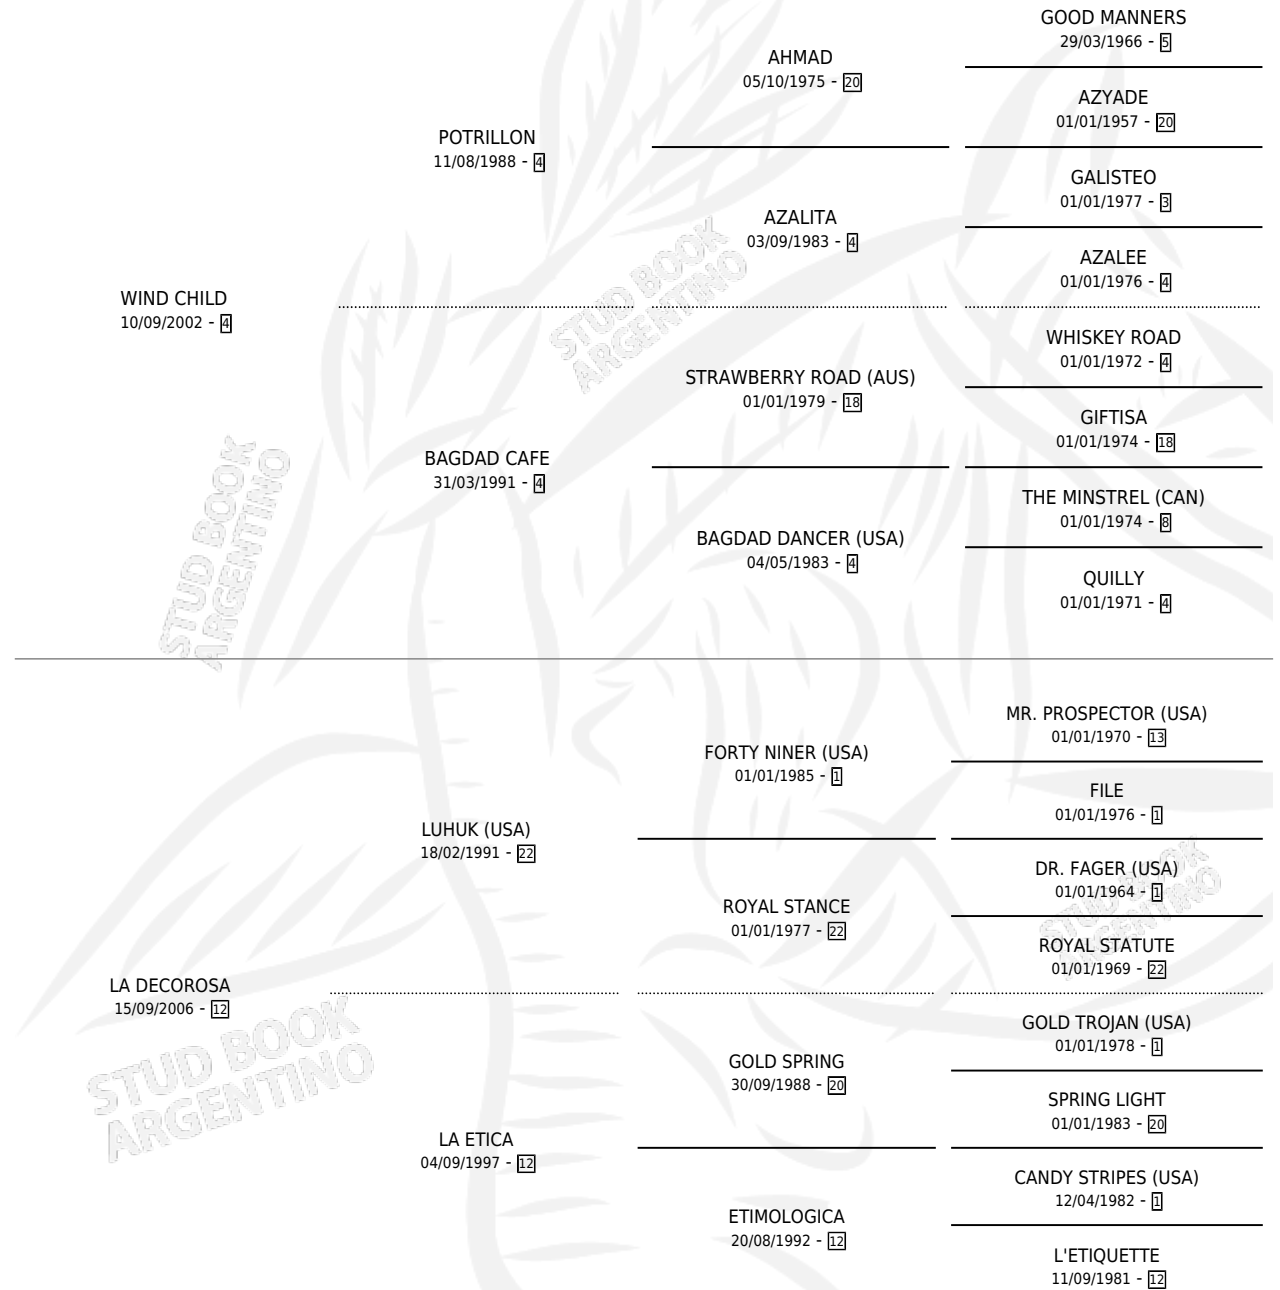 GOOD MANNERS
29/03/1966 - 5
AHMAD
05/10/1975 - 20
AZYADE
01/01/1957 - 20
POTRILLON
11/08/1988 - 4
GALISTEO
01/01/1977 - 3
AZALITA
03/09/1983 - 4
AZALEE
01/01/1976 - 4
WIND CHILD
10/09/2002 - 4
WHISKEY ROAD
01/01/1972 - 4
STRAWBERRY ROAD (AUS)
01/01/1979 - 18
GIFTISA
01/01/1974 - 18
BAGDAD CAFE
31/03/1991 - 4
THE MINSTREL (CAN)
01/01/1974 - 8
BAGDAD DANCER (USA)
04/05/1983 - 4
QUILLY
01/01/1971 - 4
STUD BOOK
ARGENTINO
STUD BOOK
ARGENTINO
MR. PROSPECTOR (USA)
01/01/1970 - 13
FORTY NINER (USA)
01/01/1985 - 1
FILE
01/01/1976 - 1
LUHUK (USA)
18/02/1991 - 22
DR. FAGER (USA)
01/01/1964 - 1
ROYAL STANCE
01/01/1977 - 22
ROYAL STATUTE
01/01/1969 - 22
LA DECOROSA
15/09/2006 - 12
GOLD TROJAN (USA)
01/01/1978 - 1
GOLD SPRING
30/09/1988 - 20
SPRING LIGHT
01/01/1983 - 20
LA ETICA
04/09/1997 - 12
CANDY STRIPES (USA)
12/04/1982 - 1
ETIMOLOGICA
20/08/1992 - 12
L'ETIQUETTE
11/09/1981 - 12
STUD BOOK
ARGENTINO
STUD BOOK
ARGENTINO